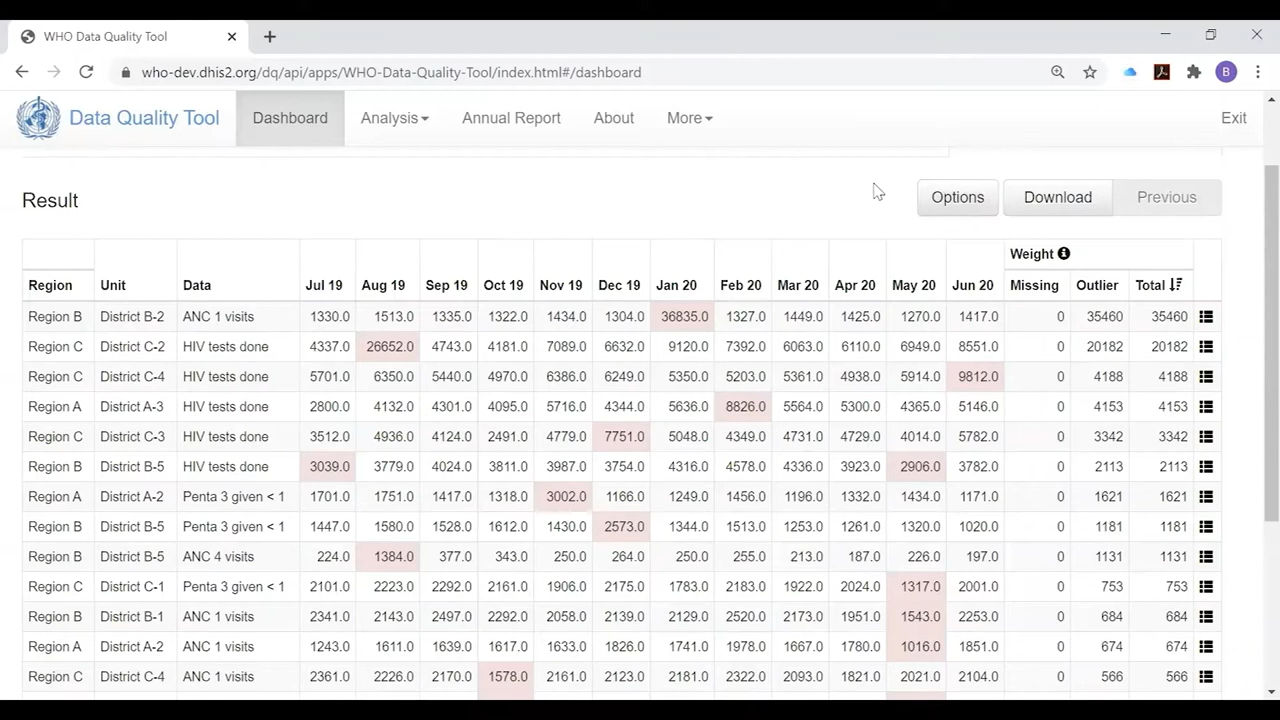 WHO Data Quality Tool
who-dev.dhis2.org/dq/api/apps/WHO-Data-Quality-Tool/index.html#/dashboard
B
Data Quality Tool Dashboard Analysis Annual Report About More Exit
Result Options Download Previous
Weight
Region Unit Data Jul 19 Aug 19 Sep 19 Oct 19 Nov 19 Dec 19 Jan 20 Feb 20 Mar 20 Apr 20 May 20 Jun 20 Missing Outlier Total
Region B District B-2 ANC 1 visits 1330.0 1513.0 1335.0 1322.0 1434.0 1304.0 36835.0 1327.0 1449.0 1425.0 1270.0 1417.0 0 35460 35460
Region C District C-2 HIV tests done 4337.0 26652.0 4743.0 4181.0 7089.0 6632.0 9120.0 7392.0 6063.0 6110.0 6949.0 8551.0 0 20182 20182
Region C District C-4 HIV tests done 5701.0 6350.0 5440.0 4970.0 6386.0 6249.0 5350.0 5203.0 5361.0 4938.0 5914.0 9812.0 0 4188 4188
Region A District A-3 HIV tests done 2800.0 4132.0 4301.0 4095.0 5716.0 4344.0 5636.0 8826.0 5564.0 5300.0 4365.0 5146.0 0 4153 4153
Region C District C-3 HIV tests done 3512.0 4936.0 4124.0 2491.0 4779.0 7751.0 5048.0 4349.0 4731.0 4729.0 4014.0 5782.0 0 3342 3342
Region B District B-5 HIV tests done 3039.0 3779.0 4024.0 3811.0 3987.0 3754.0 4316.0 4578.0 4336.0 3923.0 2906.0 3782.0 0 2113 2113
Region A District A-2 Penta 3 given < 1 1701.0 1751.0 1417.0 1318.0 3002.0 1166.0 1249.0 1456.0 1196.0 1332.0 1434.0 1171.0 0 1621 1621
Region B District B-5 Penta 3 given < 1 1447.0 1580.0 1528.0 1612.0 1430.0 2573.0 1344.0 1513.0 1253.0 1261.0 1320.0 1020.0 0 1181 1181
Region B District B-5 ANC 4 visits 224.0 1384.0 377.0 343.0 250.0 264.0 250.0 255.0 213.0 187.0 226.0 197.0 0 1131 1131
Region C District C-1 Penta 3 given < 1 2101.0 2223.0 2292.0 2161.0 1906.0 2175.0 1783.0 2183.0 1922.0 2024.0 1317.0 2001.0 0 753 753
Region B District B-1 ANC 1 visits 2341.0 2143.0 2497.0 2292.0 2058.0 2139.0 2129.0 2520.0 2173.0 1951.0 1543.0 2253.0 0 684 684
Region A District A-2 ANC 1 visits 1243.0 1611.0 1639.0 1617.0 1633.0 1826.0 1741.0 1978.0 1667.0 1780.0 1016.0 1851.0 0 674 674
Region C District C-4 ANC 1 visits 2361.0 2226.0 2170.0 1578.0 2161.0 2123.0 2181.0 2322.0 2093.0 1821.0 2021.0 2104.0 0 566 566